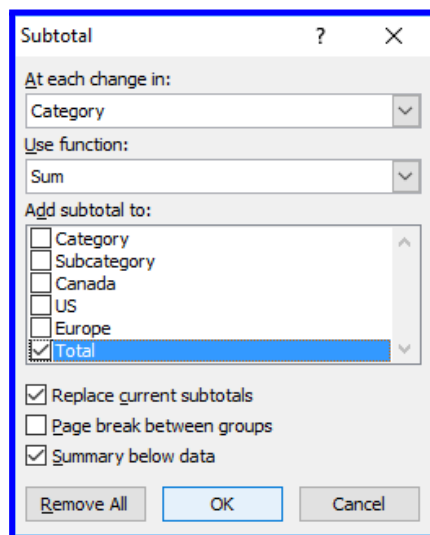 Subtotal ?
At each change in:
Category
Use function:
Sum
Add subtotal to:
Category
Subcategory
Canada
US
Europe
Total
Replace current subtotals
Page break between groups
Summary below data
Remove All OK Cancel